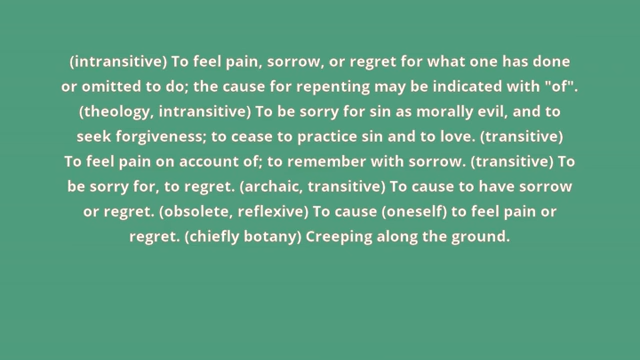 (intransitive) To feel pain, sorrow, or regret for what one has done
or omitted to do; the cause for repenting may be indicated with "of".
(theology, intransitive) To be sorry for sin as morally evil, and to
seek forgiveness; to cease to practice sin and to love. (transitive)
To feel pain on account of; to remember with sorrow. (transitive) To
be sorry for, to regret. (archaic, transitive) To cause to have sorrow
or regret. (obsolete, reflexive) To cause (oneself) to feel pain or
regret. (chiefly botany) Creeping along the ground.